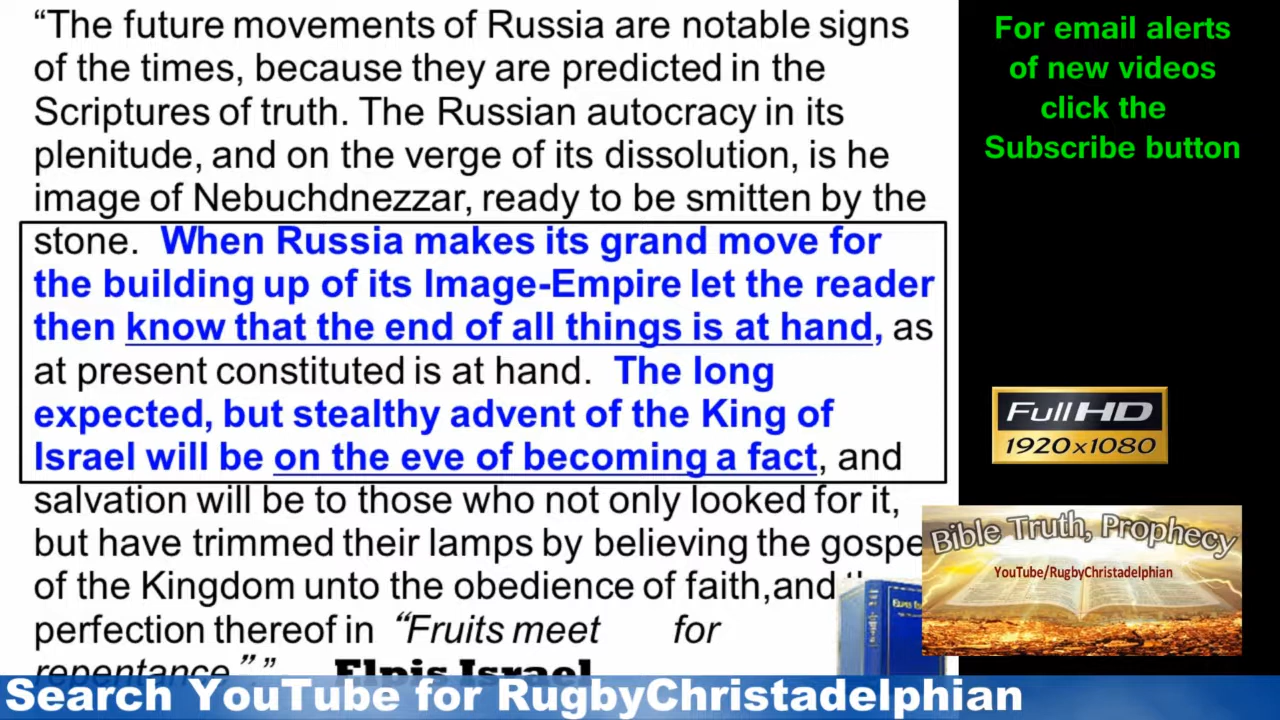 “The future movements of Russia are notable signs
of the times, because they are predicted in the
Scriptures of truth. The Russian autocracy in its
plenitude, and on the verge of its dissolution, is he
image of Nebuchdnezzar, ready to be smitten by the
stone. When Russia makes its grand move for
the building up of its Image-Empire let the reader
then know that the end of all things is at hand, as
at present constituted is at hand. The long
expected, but stealthy advent of the King of
Israel will be on the eve of becoming a fact, and
salvation will be to those who not only looked for it,
but have trimmed their lamps by believing the gospe
of the Kingdom unto the obedience of faith,and
perfection thereof in “Fruits meet for
repentance.” ”
Elpis Israel
For email alerts
of new videos
click the
Subscribe button
Full HD
1920x1080
Bible Truth, Prophecy
YouTube/RugbyChristadelphian
Search YouTube for RugbyChristadelphian